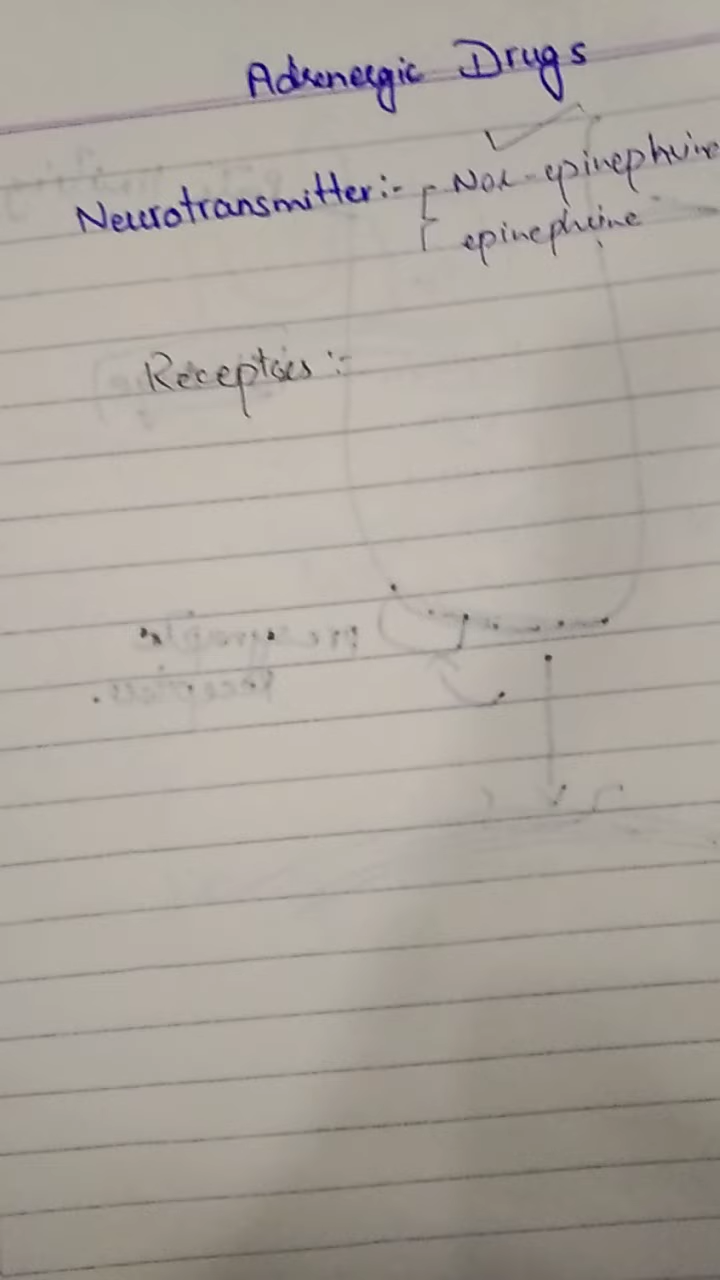 Adrenergic Drugs
Neurotransmitter:- Nor-epinephrine
epinephrine
Receptors :-